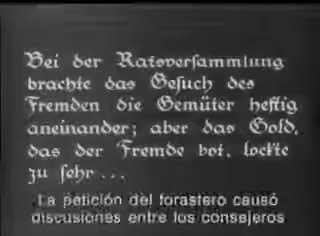 Bei der Ratsversammlung
brachte das Gesuch des
Fremden die Gemüter heftig
aneinander; aber das Gold,
das der Fremde bot, lockte
zu sehr...
La petición del forastero causó
discusiones entre los consejeros